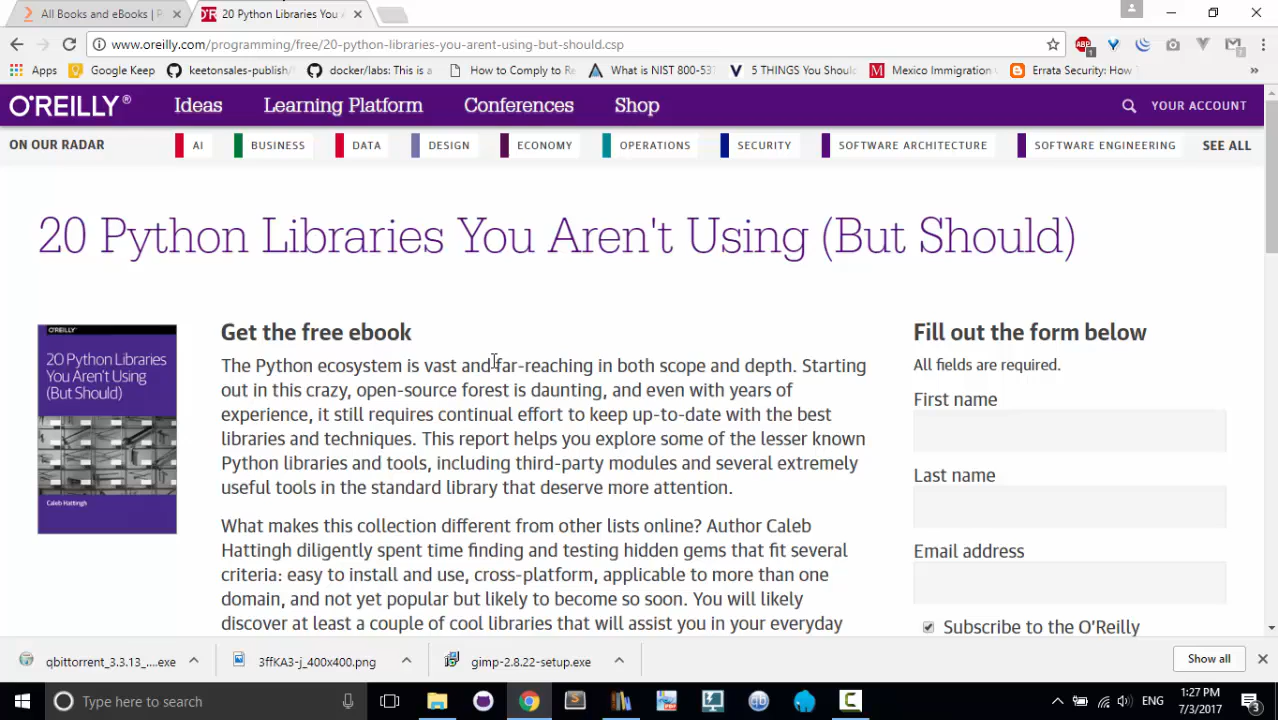 All Books and eBooks | P
20 Python Libraries You A
www.oreilly.com/programming/free/20-python-libraries-you-arent-using-but-should.csp
Apps
Google Keep
keetonsales-publish/
docker/labs: This is a
How to Comply to Re
What is NIST 800-53
5 THINGS You Shoul
Mexico Immigration
Errata Security: How
O'REILLY®
Ideas
Learning Platform
Conferences
Shop
YOUR ACCOUNT
ON OUR RADAR
AI
BUSINESS
DATA
DESIGN
ECONOMY
OPERATIONS
SECURITY
SOFTWARE ARCHITECTURE
SOFTWARE ENGINEERING
SEE ALL
20 Python Libraries You Aren't Using (But Should)
O'REILLY
20 Python Libraries
You Aren't Using
(But Should)
Caleb Hattingh
Get the free ebook
The Python ecosystem is vast and far-reaching in both scope and depth. Starting
out in this crazy, open-source forest is daunting, and even with years of
experience, it still requires continual effort to keep up-to-date with the best
libraries and techniques. This report helps you explore some of the lesser known
Python libraries and tools, including third-party modules and several extremely
useful tools in the standard library that deserve more attention.
What makes this collection different from other lists online? Author Caleb
Hattingh diligently spent time finding and testing hidden gems that fit several
criteria: easy to install and use, cross-platform, applicable to more than one
domain, and not yet popular but likely to become so soon. You will likely
discover at least a couple of cool libraries that will assist you in your everyday
Fill out the form below
All fields are required.
First name
Last name
Email address
Subscribe to the O'Reilly
qbittorrent_3.3.13_....exe
3ffKA3-j_400x400.png
gimp-2.8.22-setup.exe
Show all
Type here to search
ENG
1:27 PM
7/3/2017